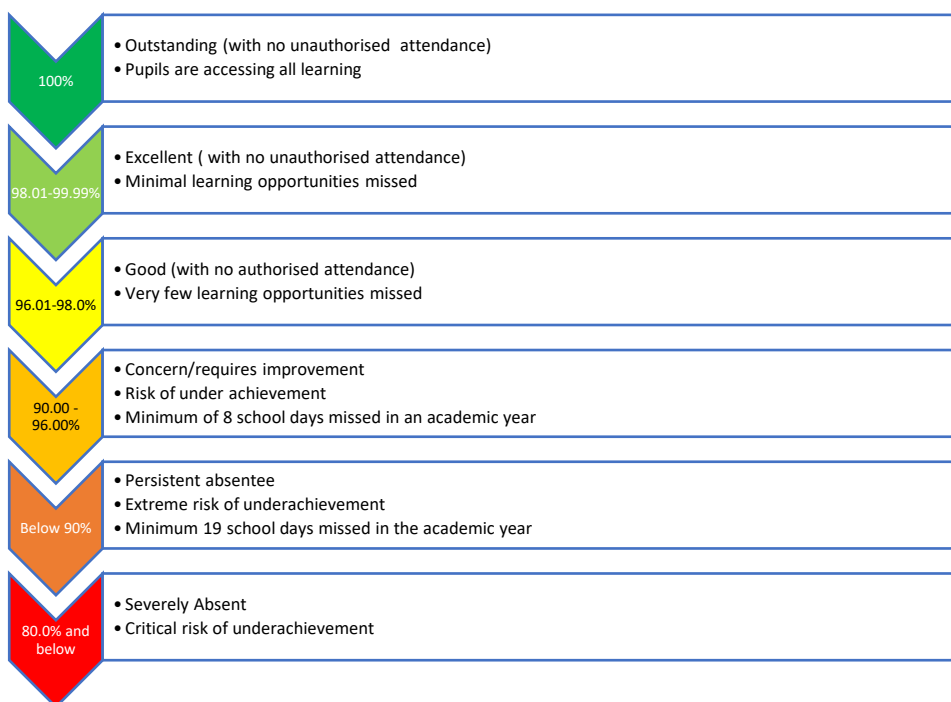 100%
• Outstanding (with no unauthorised attendance)
• Pupils are accessing all learning
98.01-99.99%
• Excellent ( with no unauthorised attendance)
• Minimal learning opportunities missed
96.01-98.0%
• Good (with no authorised attendance)
• Very few learning opportunities missed
90.00 -
96.00%
• Concern/requires improvement
• Risk of under achievement
• Minimum of 8 school days missed in an academic year
Below 90%
• Persistent absentee
• Extreme risk of underachievement
• Minimum 19 school days missed in the academic year
80.0% and
below
• Severely Absent
• Critical risk of underachievement